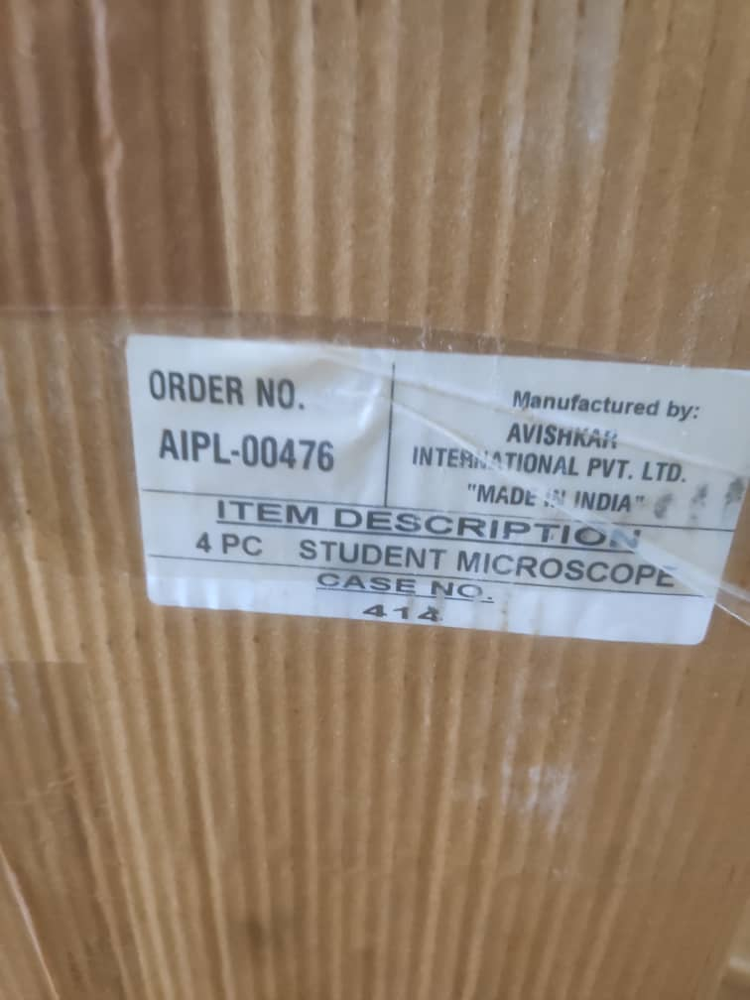 ORDER NO.
AIPL-00476
Manufactured by:
AVISHKAR
INTERNATIONAL PVT. LTD.
"MADE IN INDIA"
ITEM DESCRIPTION
4 PC STUDENT MICROSCOPE
CASE NO.
414